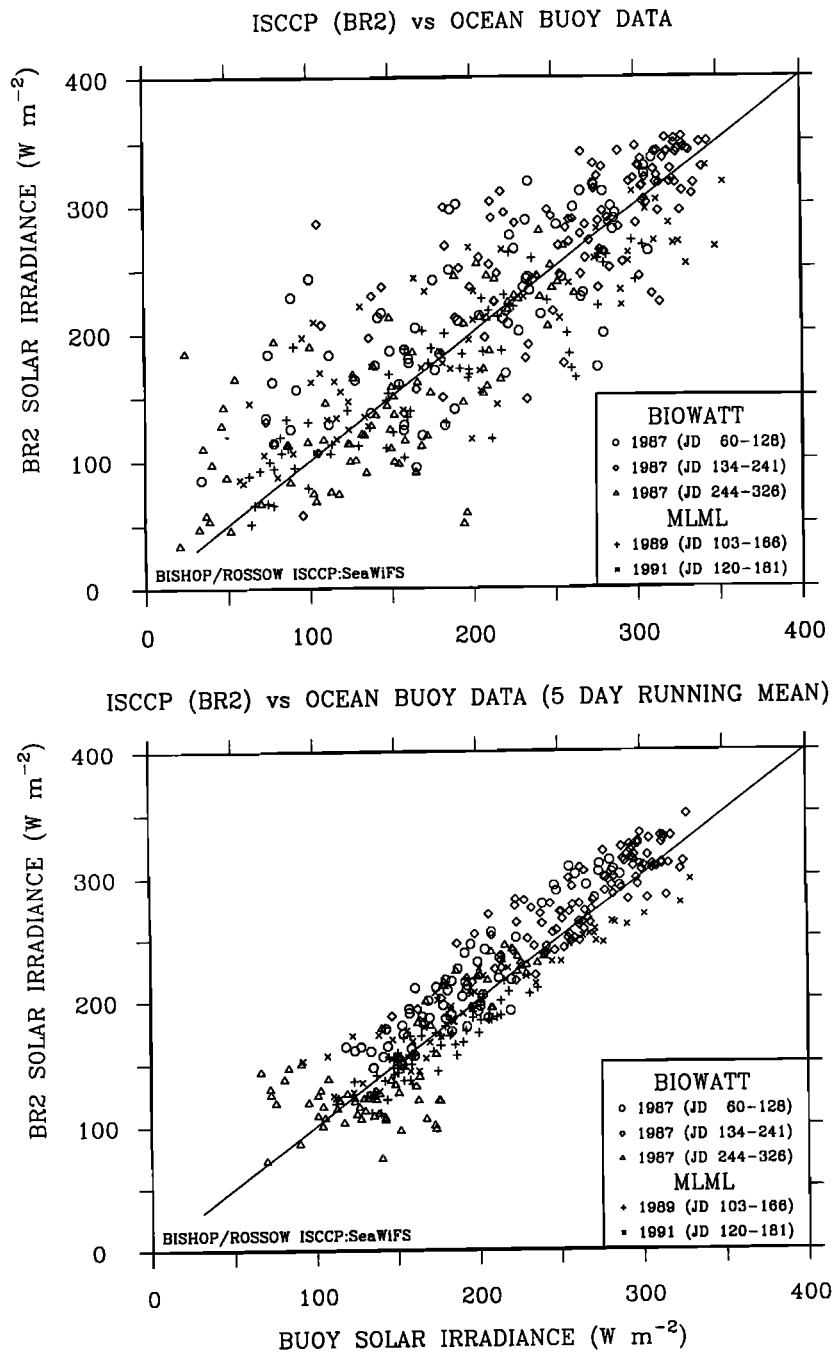 ISCCP (BR2) vs OCEAN BUOY DATA
BR2 SOLAR IRRADIANCE (W m⁻²)
400
300
200
100
0
BIOWATT
○ 1987 (JD 60-128)
◇ 1987 (JD 134-241)
△ 1987 (JD 244-326)
MLML
+ 1989 (JD 103-166)
× 1991 (JD 120-181)
BISHOP/ROSSOW ISCCP:SeaWiFS
0 100 200 300 400
ISCCP (BR2) vs OCEAN BUOY DATA (5 DAY RUNNING MEAN)
BR2 SOLAR IRRADIANCE (W m⁻²)
400
300
200
100
0
BIOWATT
○ 1987 (JD 60-128)
◇ 1987 (JD 134-241)
△ 1987 (JD 244-326)
MLML
+ 1989 (JD 103-166)
× 1991 (JD 120-181)
BISHOP/ROSSOW ISCCP:SeaWiFS
0 100 200 300 400
BUOY SOLAR IRRADIANCE (W m⁻²)